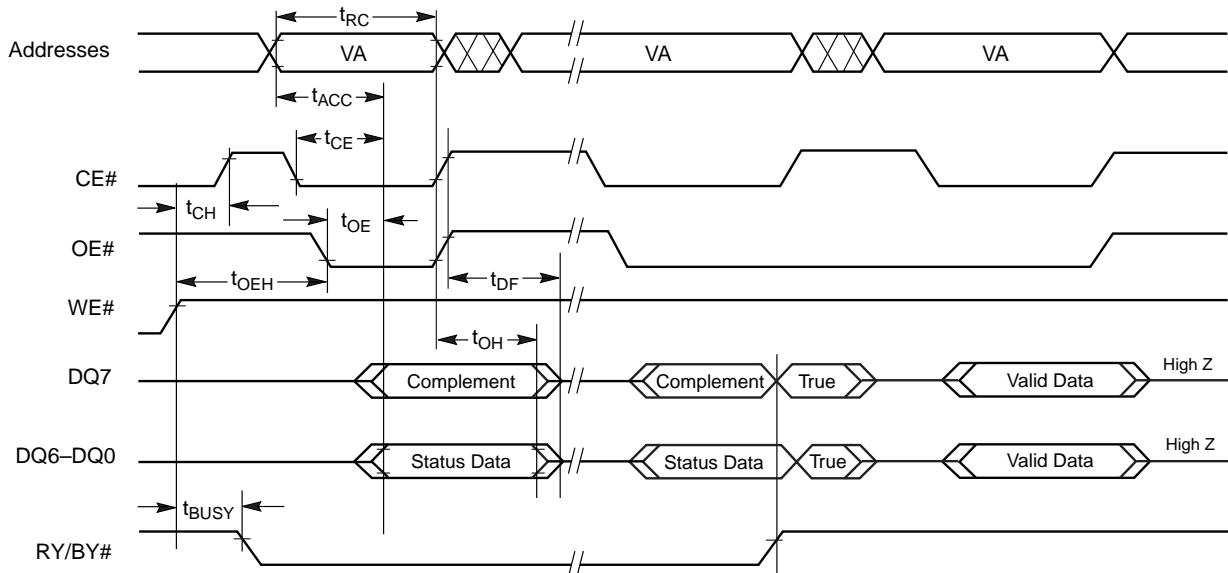 tRC
Addresses VA VA VA
tACC
tCE
CE#
tCH tOE
OE#
tOEH tDF
WE#
tOH
DQ7 Complement Complement True Valid Data High Z
DQ6–DQ0 Status Data Status Data True Valid Data High Z
tBUSY
RY/BY#